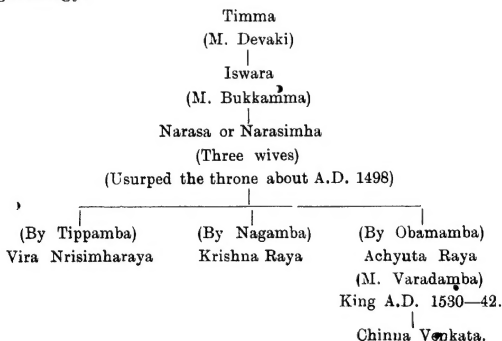 Timma
(M. Devaki)
Iswara
(M. Bukkamma)
Narasa or Narasimha
(Three wives)
(Usurped the throne about A.D. 1498)
(By Tippamba) (By Nagamba) (By Obamamba)
Vira Nrisimharaya Krishna Raya Achyuta Raya
(M. Varadamba)
King A.D. 1530—42.
Chinna Venkata.